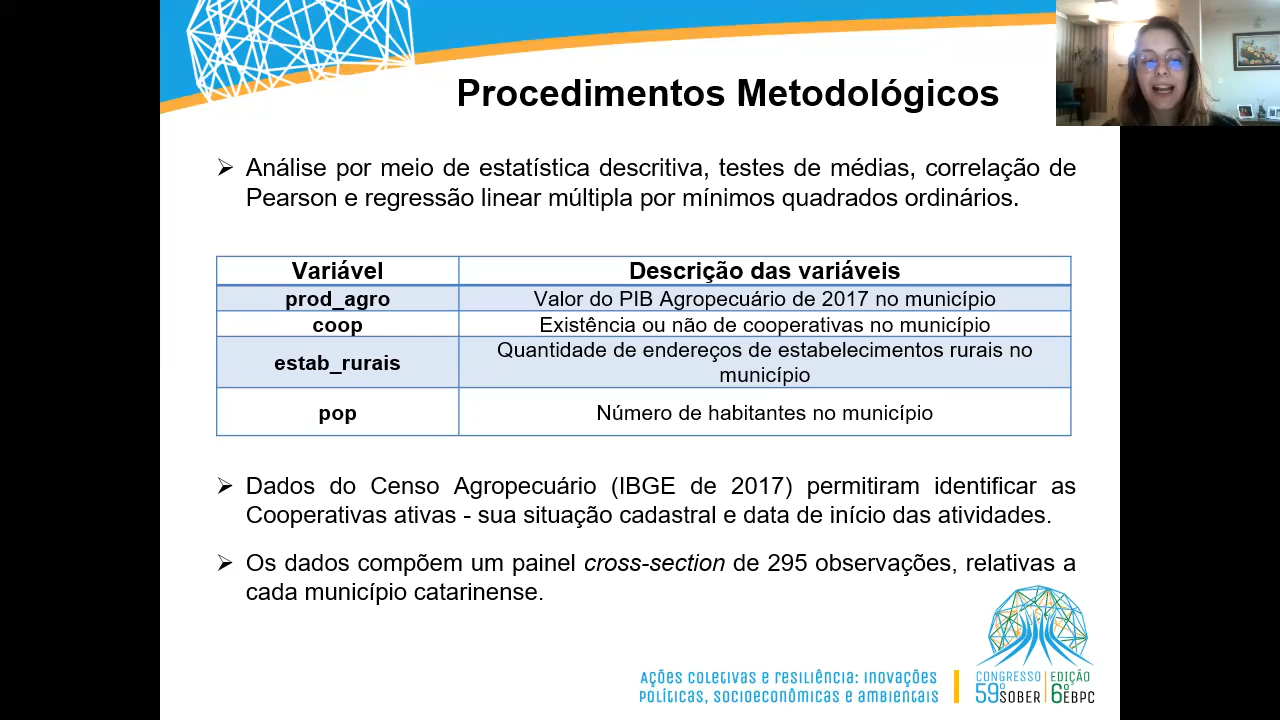 Procedimentos Metodológicos
➢ Análise por meio de estatística descritiva, testes de médias, correlação de
Pearson e regressão linear múltipla por mínimos quadrados ordinários.
Variável Descrição das variáveis
prod_agro Valor do PIB Agropecuário de 2017 no município
coop Existência ou não de cooperativas no município
estab_rurais Quantidade de endereços de estabelecimentos rurais no
município
pop Número de habitantes no município
➢ Dados do Censo Agropecuário (IBGE de 2017) permitiram identificar as
Cooperativas ativas - sua situação cadastral e data de início das atividades.
➢ Os dados compõem um painel cross-section de 295 observações, relativas a
cada município catarinense.
Ações coletivas e resiliência: inovações
políticas, socioeconômicas e ambientais
CONGRESSO
59º SOBER
EDIÇÃO
6º EBPC